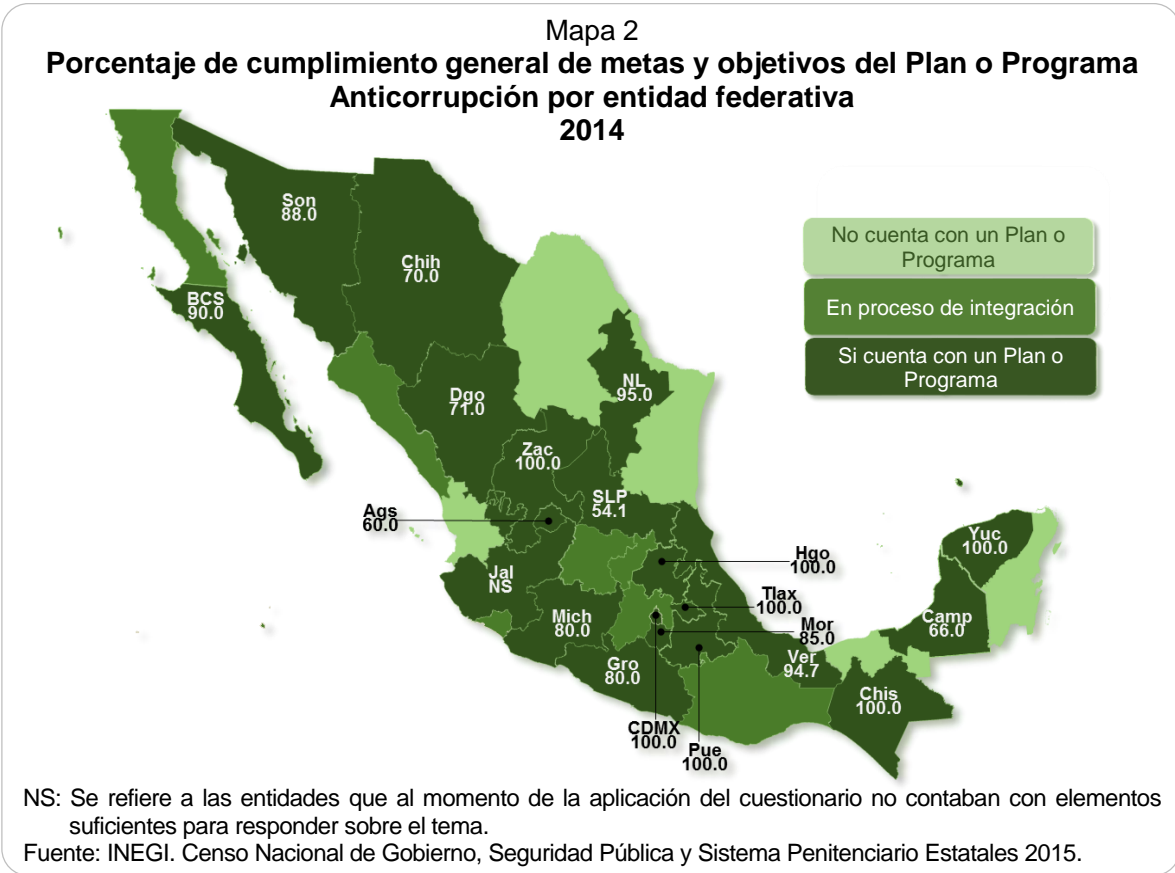 Mapa 2
Porcentaje de cumplimiento general de metas y objetivos del Plan o Programa
Anticorrupción por entidad federativa
2014
No cuenta con un Plan o
Programa
En proceso de integración
Si cuenta con un Plan o
Programa
Son
88.0
Chih
70.0
BCS
90.0
NL
95.0
Dgo
71.0
Zac
100.0
SLP
54.1
Ags
60.0
Hgo
100.0
Yuc
100.0
Jal
NS
Tlax
100.0
Mich
80.0
Mor
85.0
Camp
66.0
Ver
94.7
Gro
80.0
Chis
100.0
CDMX
100.0
Pue
100.0
NS: Se refiere a las entidades que al momento de la aplicación del cuestionario no contaban con elementos
suficientes para responder sobre el tema.
Fuente: INEGI. Censo Nacional de Gobierno, Seguridad Pública y Sistema Penitenciario Estatales 2015.